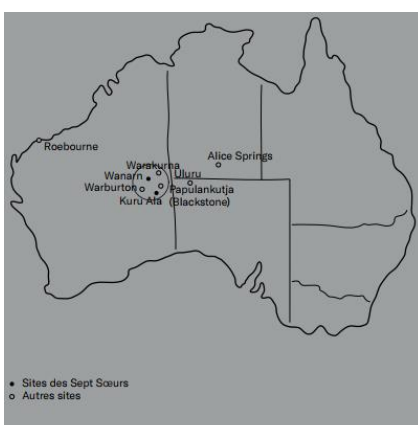 Roebourne
Alice Springs
Warakurna
Uluru
Wanarn
Warburton
Papulankutja
(Blackstone)
Kuru Ala
Sites des Sept Sœurs
Autres sites